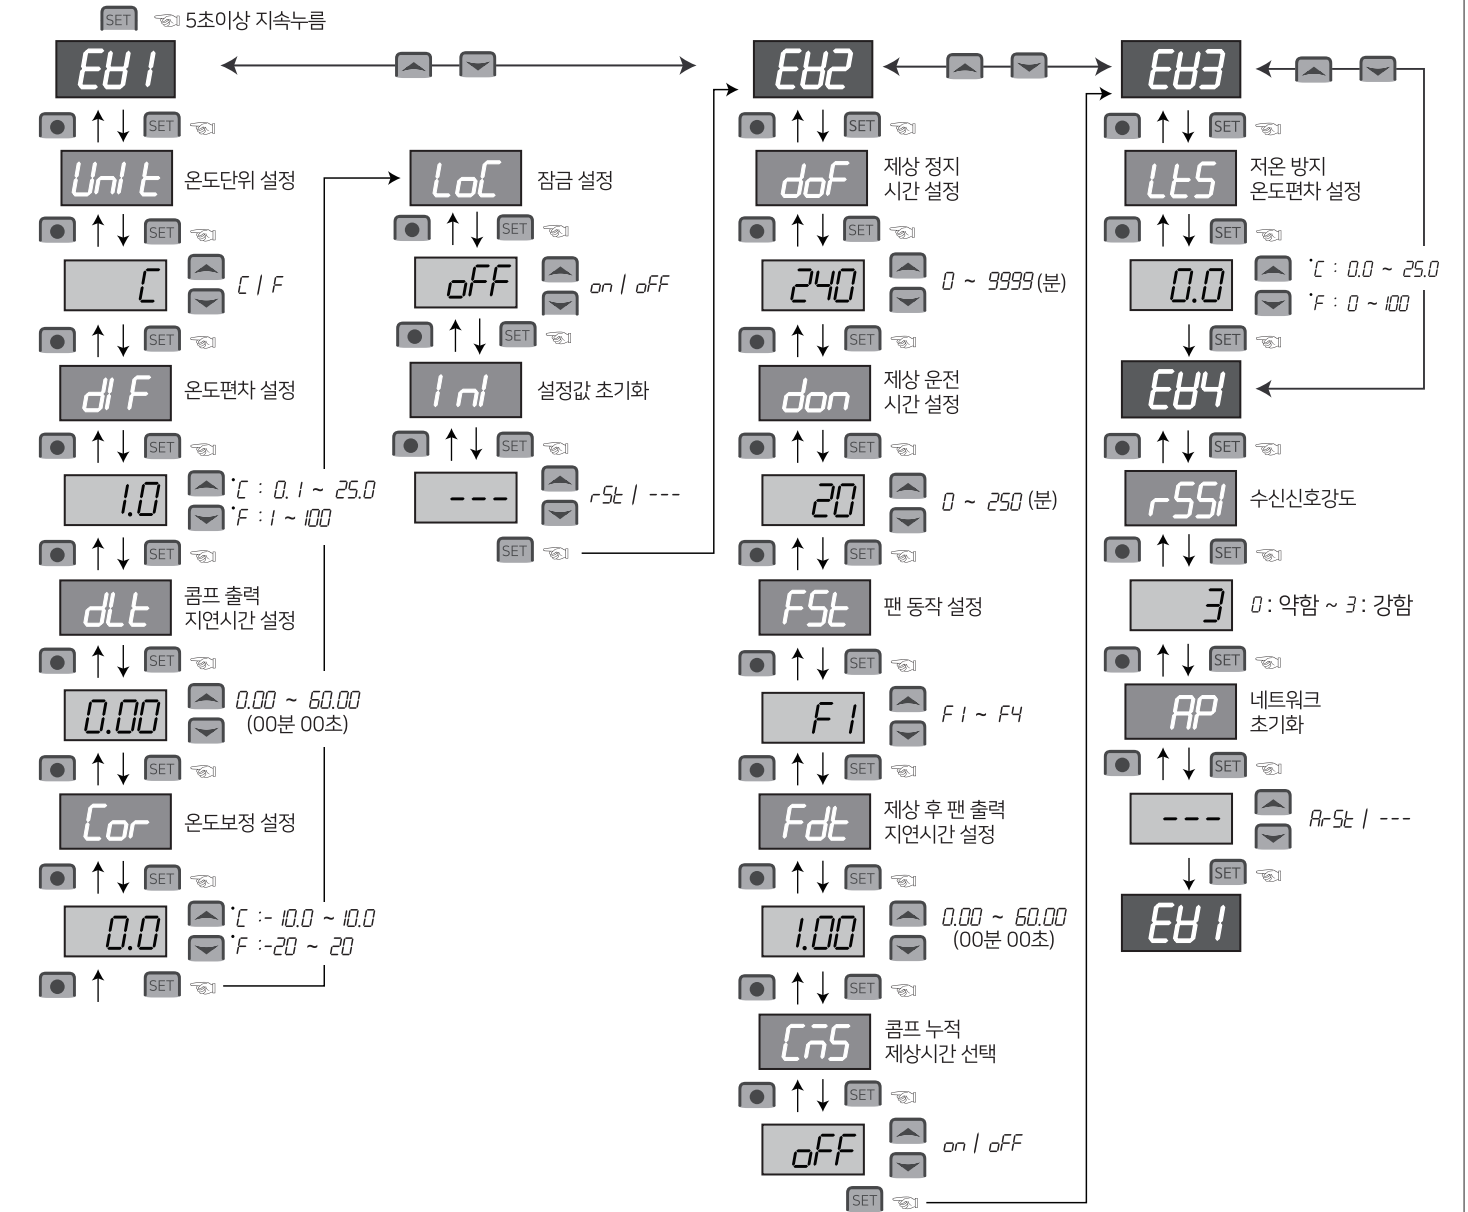 SET 5초이상 지속누름
EH1
SET
UnIt 온도단위 설정
SET
C
C / F
SET
dIF 온도편차 설정
SET
1.0
°C : 0.1 ~ 25.0
°F : 1 ~ 100
SET
dLt 콤프 출력
지연시간 설정
SET
0.00
0.00 ~ 60.00
(00분 00초)
SET
Cor 온도보정 설정
SET
0.0
°C :- 10.0 ~ 10.0
°F :-20 ~ 20
SET
LoC 잠금 설정
SET
oFF
on / oFF
SET
InI 설정값 초기화
SET
---
rSt / ---
SET
EH2
SET
doF 제상 정지
시간 설정
SET
240
0 ~ 9999 (분)
SET
don 제상 운전
시간 설정
SET
20
0 ~ 250 (분)
SET
FSt 팬 동작 설정
SET
F1
F1 ~ F4
SET
Fdt 제상 후 팬 출력
지연시간 설정
SET
1.00
0.00 ~ 60.00
(00분 00초)
SET
콤프 누적
제상시간 선택
SET
oFF
on / oFF
SET
EH3
SET
LtS 저온 방지
온도편차 설정
SET
0.0
°C : 0.0 ~ 25.0
°F : 0 ~ 100
SET
EH4
SET
rSSI 수신신호강도
SET
3
0 : 약함 ~ 3 : 강함
SET
AP 네트워크
초기화
SET
---
ArSt / ---
SET
EH1